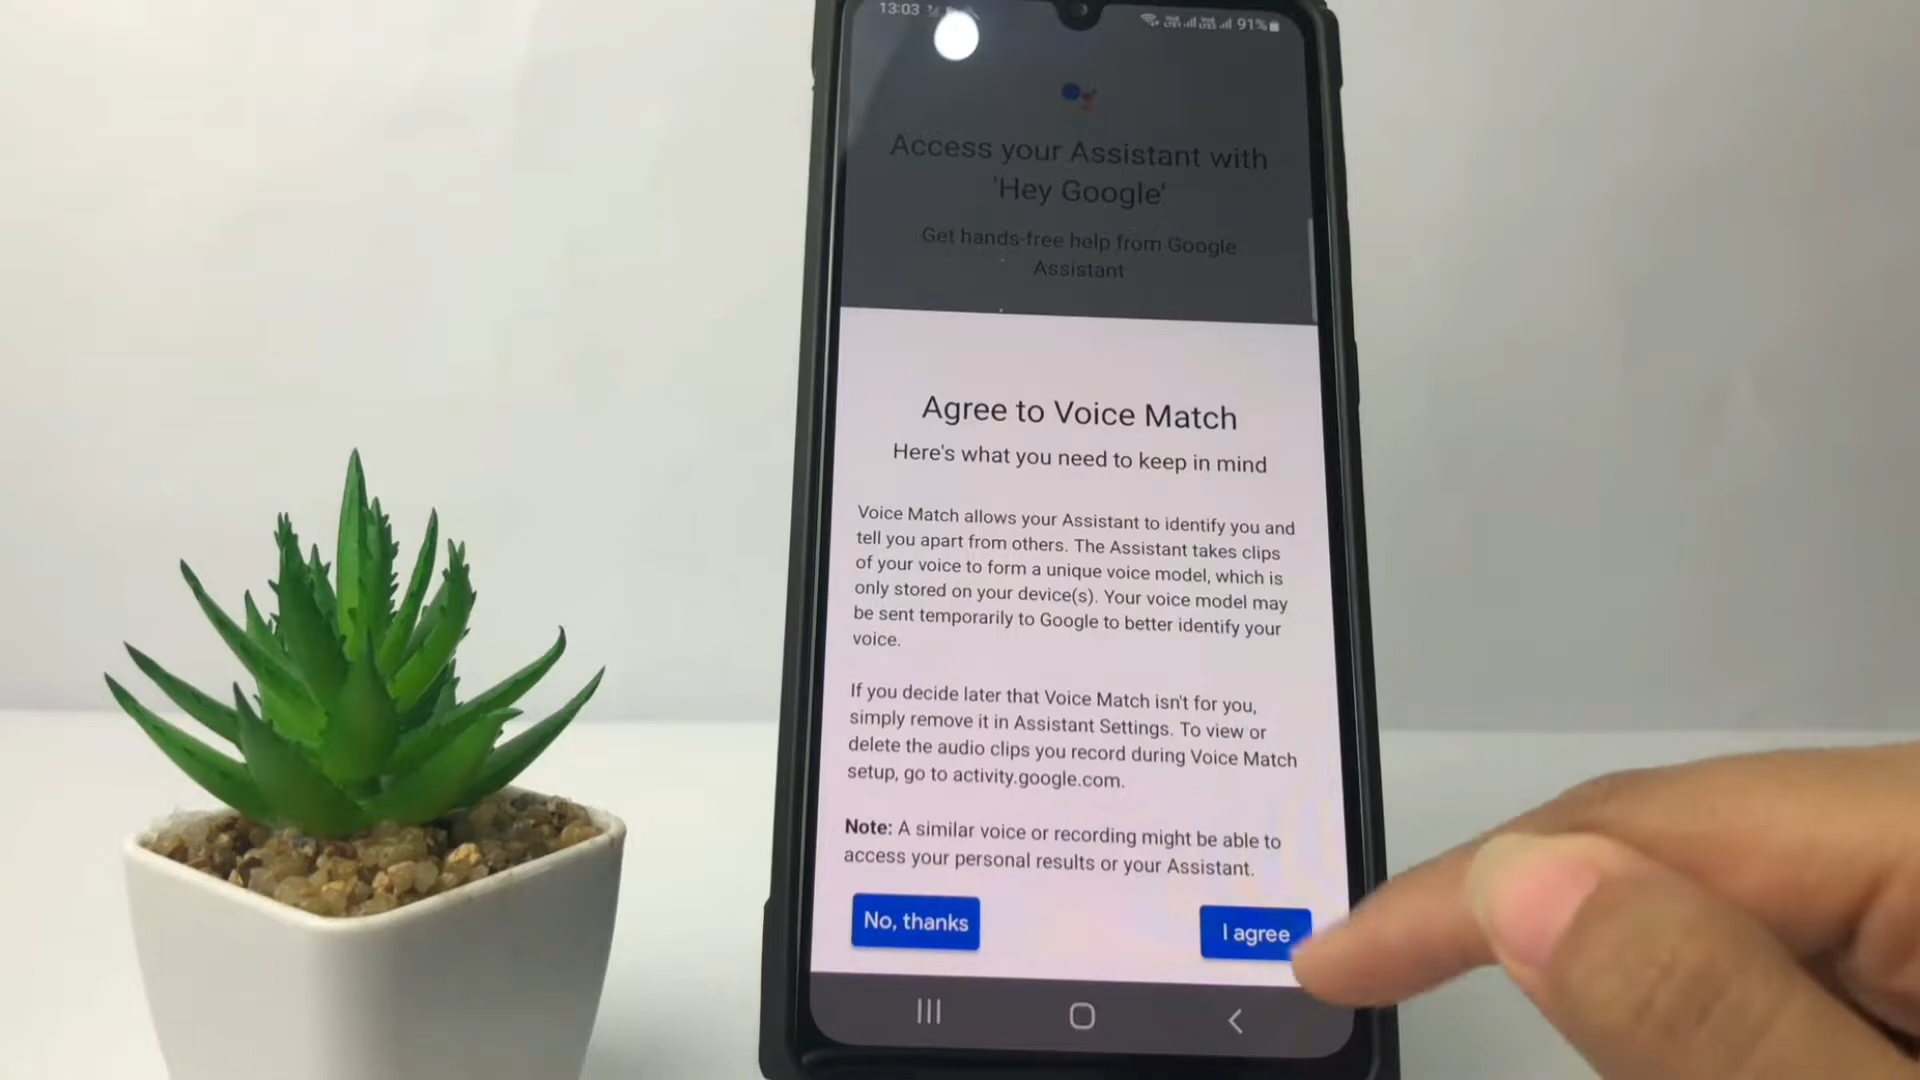 13:03
91%
Access your Assistant with
'Hey Google'
Get hands-free help from Google
Assistant
Agree to Voice Match
Here's what you need to keep in mind
Voice Match allows your Assistant to identify you and
tell you apart from others. The Assistant takes clips
of your voice to form a unique voice model, which is
only stored on your device(s). Your voice model may
be sent temporarily to Google to better identify your
voice.
If you decide later that Voice Match isn't for you,
simply remove it in Assistant Settings. To view or
delete the audio clips you record during Voice Match
setup, go to activity.google.com.
Note: A similar voice or recording might be able to
access your personal results or your Assistant.
No, thanks
I agree